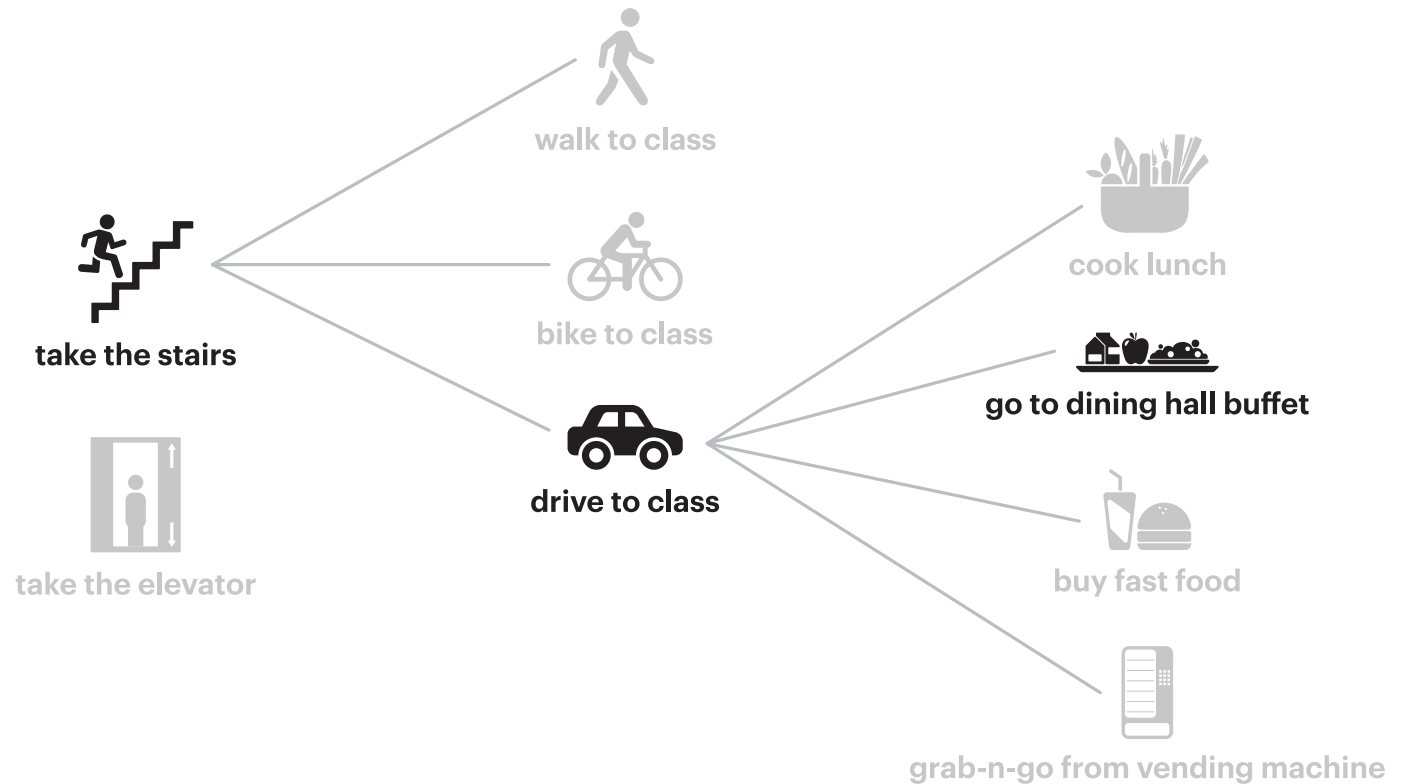 take the stairs
take the elevator
walk to class
bike to class
drive to class
cook lunch
go to dining hall buffet
buy fast food
grab-n-go from vending machine